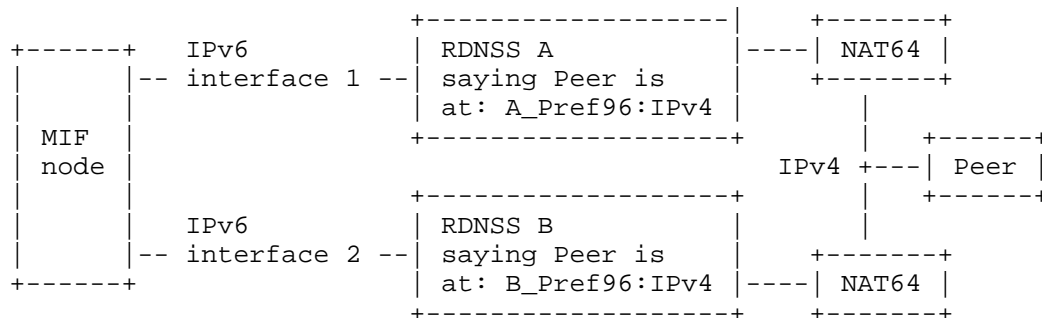 +-------------------|    +-------+
+------+   IPv6               | RDNSS A           |----| NAT64 |
|      |-- interface 1 --| saying Peer is    |    +-------+
|      |                 | at: A_Pref96:IPv4 |       |
| MIF  |                 +-------------------+       |   +------+
| node |                                        IPv4 +---| Peer |
|      |                 +-------------------+       |   +------+
|      |   IPv6          | RDNSS B           |       |
|      |-- interface 2 --| saying Peer is    |    +-------+
+------+                 | at: B_Pref96:IPv4 |----| NAT64 |
                         +-------------------+    +-------+